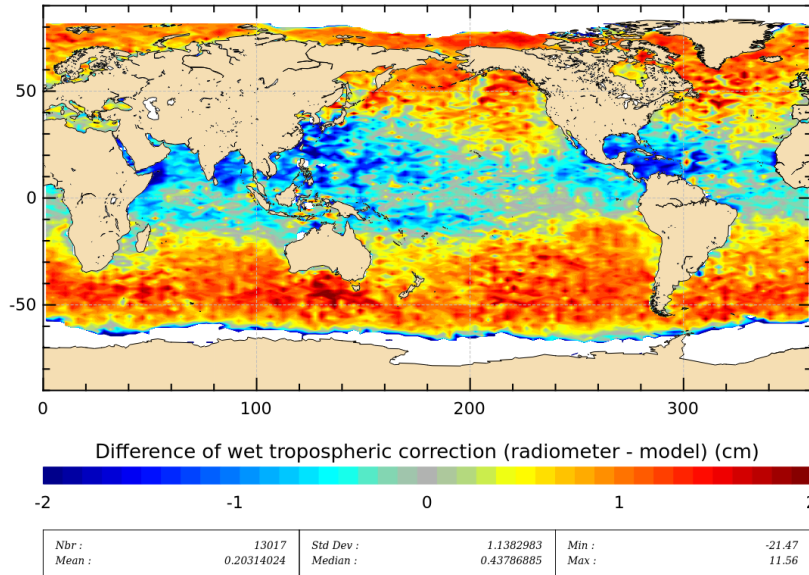 50
0
-50
0
100
200
300
Difference of wet tropospheric correction (radiometer - model) (cm)
-2
-1
0
1
2
Nbr : 13017
Mean : 0.20314024
Std Dev : 1.1382983
Median : 0.43786885
Min : -21.47
Max : 11.56